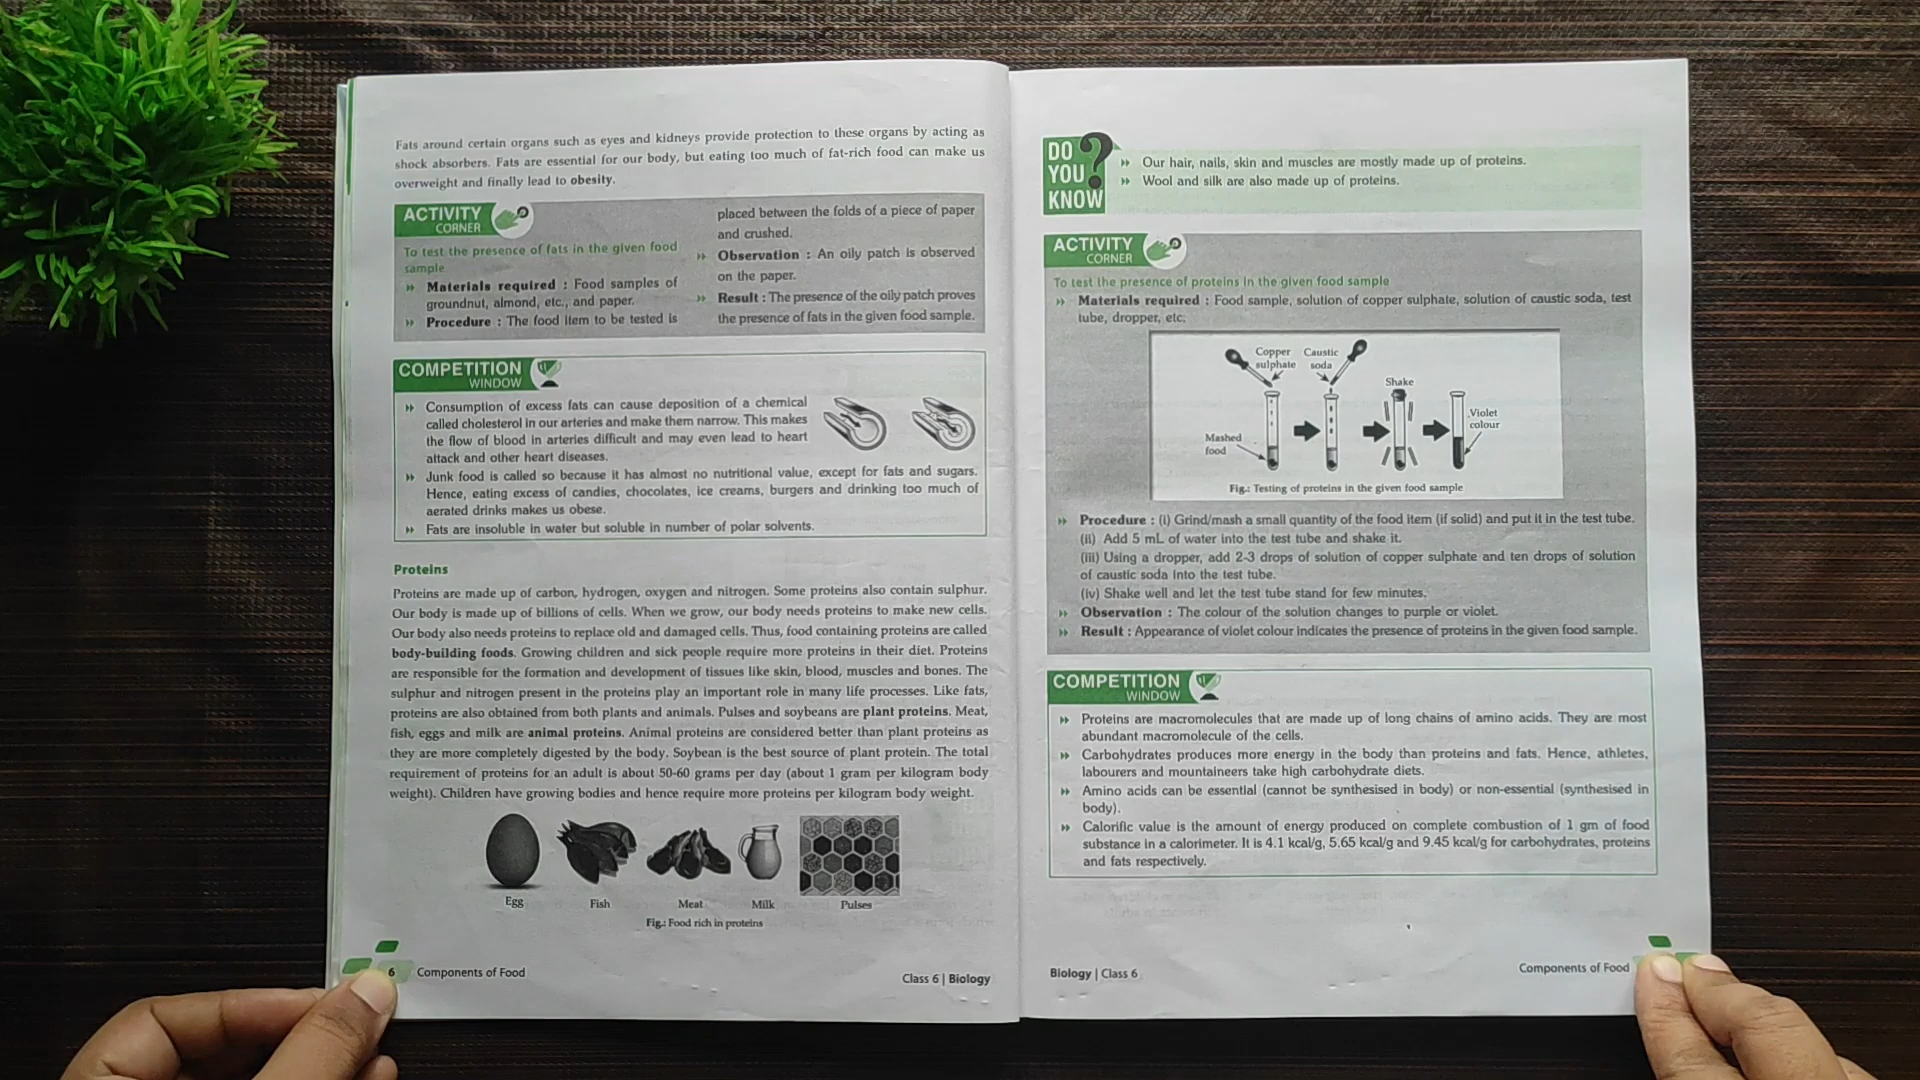 Fats around certain organs such as eyes and kidneys provide protection to these organs by acting as
shock absorbers. Fats are essential for our body, but eating too much of fat-rich food can make us
overweight and finally lead to obesity.
ACTIVITY
CORNER
To test the presence of fats in the given food
sample
» Materials required : Food samples of
groundnut, almond, etc., and paper.
» Procedure : The food item to be tested is
placed between the folds of a piece of paper
and crushed.
» Observation : An oily patch is observed
on the paper.
» Result : The presence of the oily patch proves
the presence of fats in the given food sample.
COMPETITION
WINDOW
» Consumption of excess fats can cause deposition of a chemical
called cholesterol in our arteries and make them narrow. This makes
the flow of blood in arteries difficult and may even lead to heart
attack and other heart diseases.
» Junk food is called so because it has almost no nutritional value, except for fats and sugars.
Hence, eating excess of candies, chocolates, ice creams, burgers and drinking too much of
aerated drinks makes us obese.
» Fats are insoluble in water but soluble in number of polar solvents.
Proteins
Proteins are made up of carbon, hydrogen, oxygen and nitrogen. Some proteins also contain sulphur.
Our body is made up of billions of cells. When we grow, our body needs proteins to make new cells.
Our body also needs proteins to replace old and damaged cells. Thus, food containing proteins are called
body-building foods. Growing children and sick people require more proteins in their diet. Proteins
are responsible for the formation and development of tissues like skin, blood, muscles and bones. The
sulphur and nitrogen present in the proteins play an important role in many life processes. Like fats,
proteins are also obtained from both plants and animals. Pulses and soybeans are plant proteins. Meat,
fish, eggs and milk are animal proteins. Animal proteins are considered better than plant proteins as
they are more completely digested by the body. Soybean is the best source of plant protein. The total
requirement of proteins for an adult is about 50-60 grams per day (about 1 gram per kilogram body
weight). Children have growing bodies and hence require more proteins per kilogram body weight.
Egg Fish Meat Milk Pulses
Fig.: Food rich in proteins
6 Components of Food
Class 6 | Biology
DO
YOU
KNOW
?
» Our hair, nails, skin and muscles are mostly made up of proteins.
» Wool and silk are also made up of proteins.
ACTIVITY
CORNER
To test the presence of proteins in the given food sample
» Materials required : Food sample, solution of copper sulphate, solution of caustic soda, test
tube, dropper, etc.
Copper
sulphate
Caustic
soda
Shake
Violet
colour
Mashed
food
Fig.: Testing of proteins in the given food sample
» Procedure : (i) Grind/mash a small quantity of the food item (if solid) and put it in the test tube.
(ii) Add 5 mL of water into the test tube and shake it.
(iii) Using a dropper, add 2-3 drops of solution of copper sulphate and ten drops of solution
of caustic soda into the test tube.
(iv) Shake well and let the test tube stand for few minutes.
» Observation : The colour of the solution changes to purple or violet.
» Result : Appearance of violet colour indicates the presence of proteins in the given food sample.
COMPETITION
WINDOW
» Proteins are macromolecules that are made up of long chains of amino acids. They are most
abundant macromolecule of the cells.
» Carbohydrates produces more energy in the body than proteins and fats. Hence, athletes,
labourers and mountaineers take high carbohydrate diets.
» Amino acids can be essential (cannot be synthesised in body) or non-essential (synthesised in
body).
» Calorific value is the amount of energy produced on complete combustion of 1 gm of food
substance in a calorimeter. It is 4.1 kcal/g, 5.65 kcal/g and 9.45 kcal/g for carbohydrates, proteins
and fats respectively.
Biology | Class 6
Components of Food